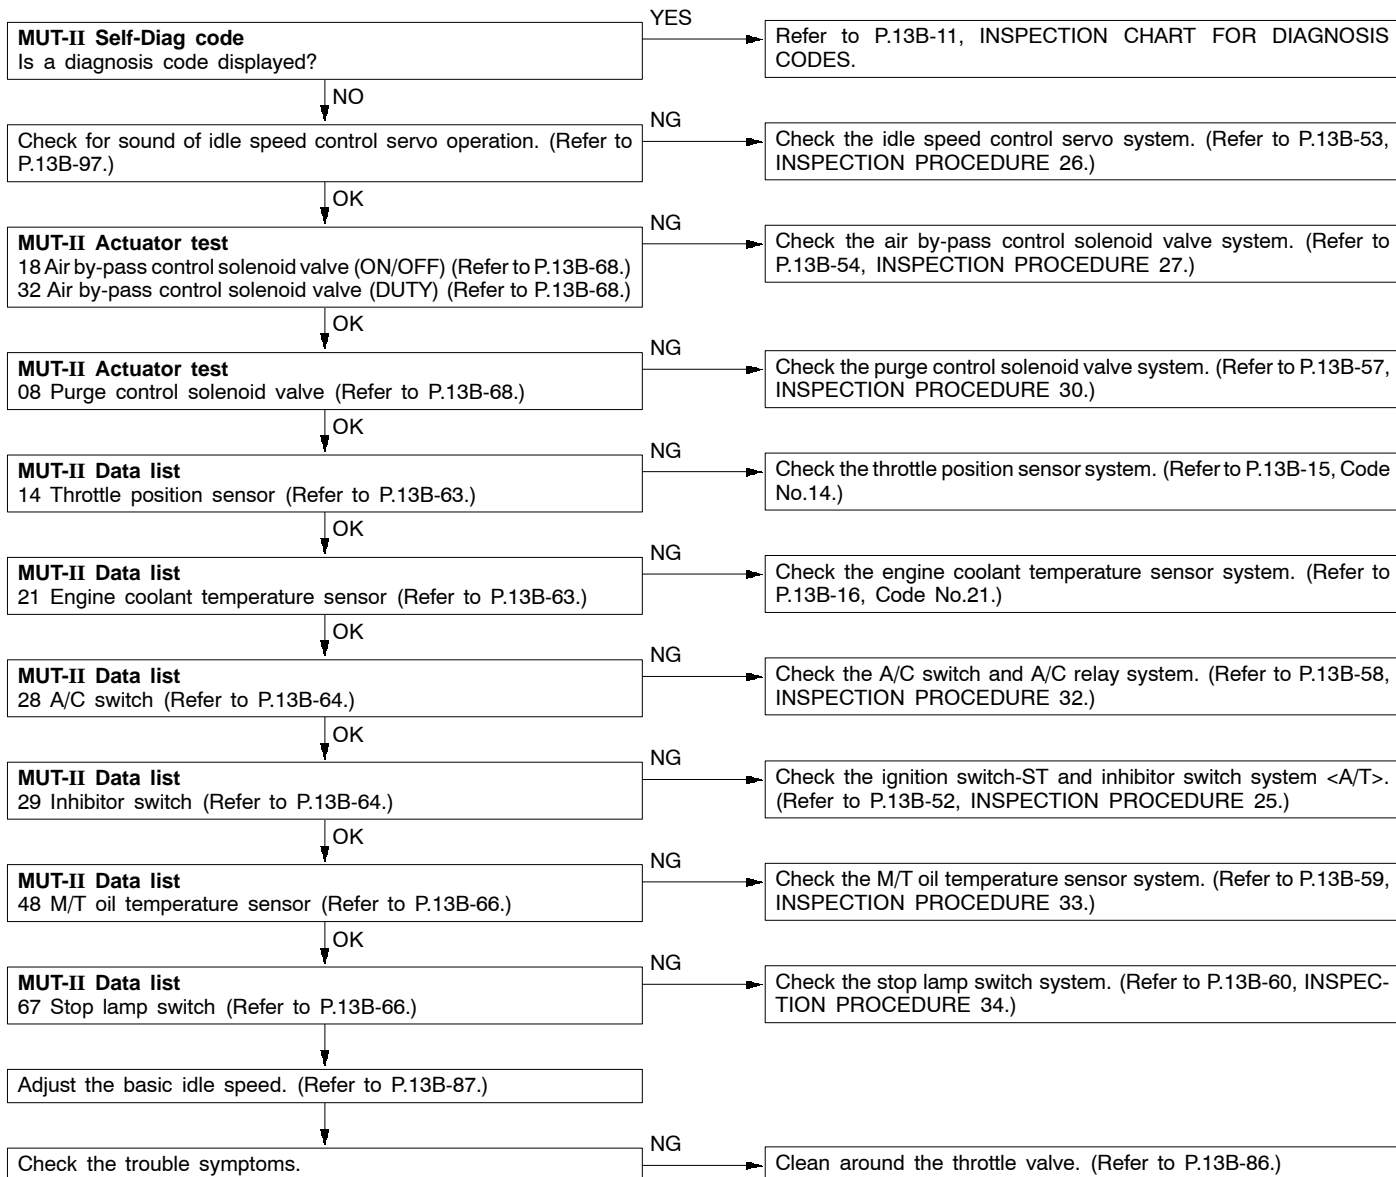 YES
MUT-II Self-Diag code
Is a diagnosis code displayed?
Refer to P.13B-11, INSPECTION CHART FOR DIAGNOSIS
CODES.
NO
NG
Check for sound of idle speed control servo operation. (Refer to
P.13B-97.)
Check the idle speed control servo system. (Refer to P.13B-53,
INSPECTION PROCEDURE 26.)
OK
NG
MUT-II Actuator test
18 Air by-pass control solenoid valve (ON/OFF) (Refer to P.13B-68.)
32 Air by-pass control solenoid valve (DUTY) (Refer to P.13B-68.)
Check the air by-pass control solenoid valve system. (Refer to
P.13B-54, INSPECTION PROCEDURE 27.)
OK
NG
MUT-II Actuator test
08 Purge control solenoid valve (Refer to P.13B-68.)
Check the purge control solenoid valve system. (Refer to P.13B-57,
INSPECTION PROCEDURE 30.)
OK
NG
MUT-II Data list
14 Throttle position sensor (Refer to P.13B-63.)
Check the throttle position sensor system. (Refer to P.13B-15, Code
No.14.)
OK
NG
MUT-II Data list
21 Engine coolant temperature sensor (Refer to P.13B-63.)
Check the engine coolant temperature sensor system. (Refer to
P.13B-16, Code No.21.)
OK
NG
MUT-II Data list
28 A/C switch (Refer to P.13B-64.)
Check the A/C switch and A/C relay system. (Refer to P.13B-58,
INSPECTION PROCEDURE 32.)
OK
NG
MUT-II Data list
29 Inhibitor switch (Refer to P.13B-64.)
Check the ignition switch-ST and inhibitor switch system <A/T>.
(Refer to P.13B-52, INSPECTION PROCEDURE 25.)
OK
NG
MUT-II Data list
48 M/T oil temperature sensor (Refer to P.13B-66.)
Check the M/T oil temperature sensor system. (Refer to P.13B-59,
INSPECTION PROCEDURE 33.)
OK
NG
MUT-II Data list
67 Stop lamp switch (Refer to P.13B-66.)
Check the stop lamp switch system. (Refer to P.13B-60, INSPEC-
TION PROCEDURE 34.)
Adjust the basic idle speed. (Refer to P.13B-87.)
NG
Check the trouble symptoms.
Clean around the throttle valve. (Refer to P.13B-86.)